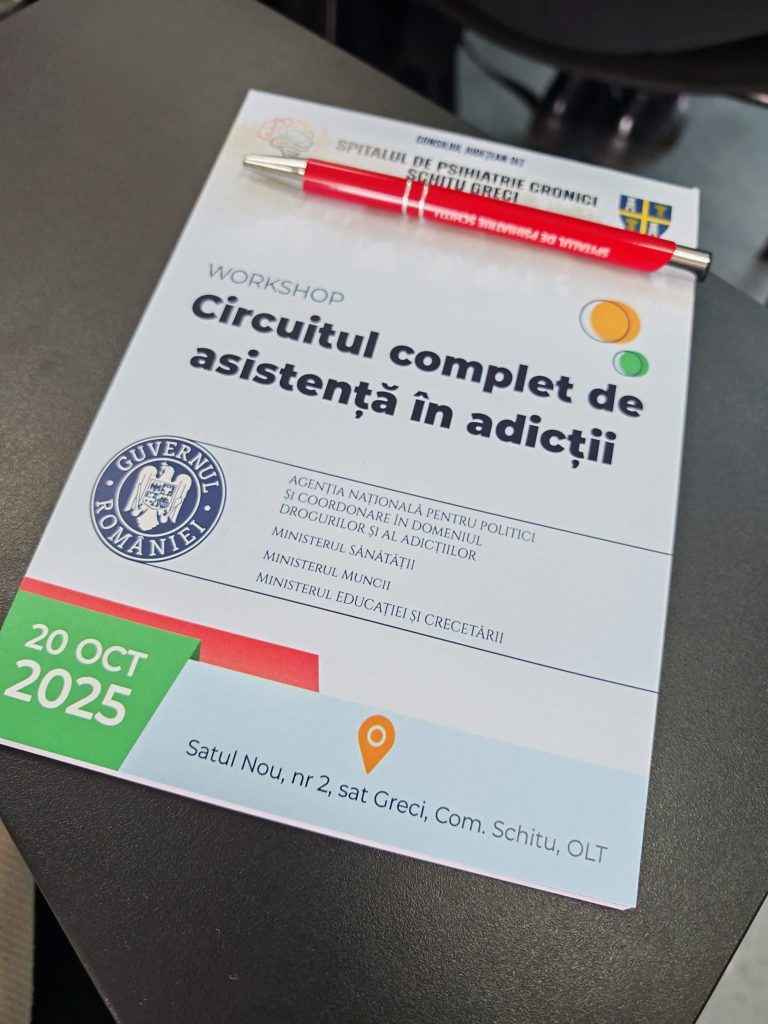 CONSILIUL JUDEȚEAN OLT
SPITALUL DE PSIHIATRIE CRONICI
SCHITU GRECI
SPITALUL DE PSIHIATRIE SCHITU
WORKSHOP
Circuitul complet de
asistență în adicții
GUVERNUL
ROMÂNIEI
AGENȚIA NAȚIONALĂ PENTRU POLITICI
ȘI COORDONARE ÎN DOMENIUL
DROGURILOR ȘI AL ADICȚIILOR
MINISTERUL SĂNĂTĂȚII
MINISTERUL MUNCII
MINISTERUL EDUCAȚIEI ȘI CRECETĂRII
20 OCT
2025
Satul Nou, nr 2, sat Greci, Com. Schitu, OLT